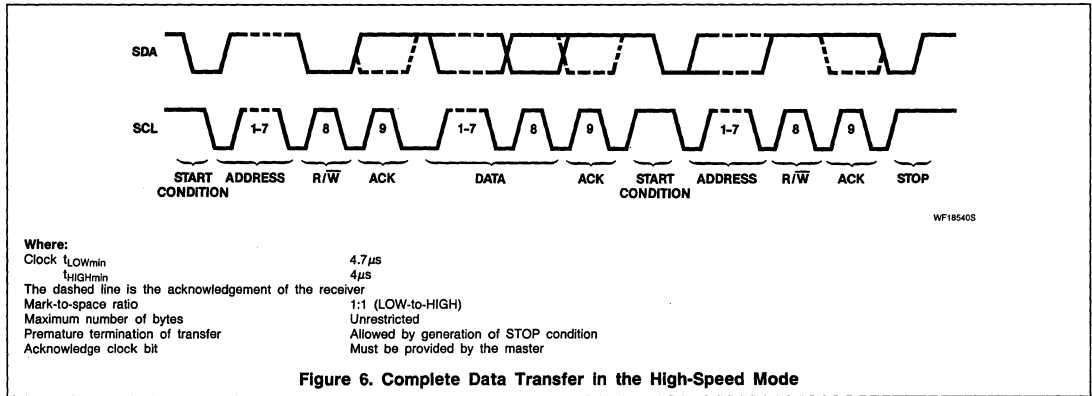 SDA
SCL
1–7 8 9 1–7 8 9 1–7 8 9
START CONDITION ADDRESS R/W̅ ACK DATA ACK START CONDITION ADDRESS R/W̅ ACK STOP
WF18540S
Where:
Clock tLOWmin 4.7μs
tHIGHmin 4μs
The dashed line is the acknowledgement of the receiver
Mark-to-space ratio 1:1 (LOW-to-HIGH)
Maximum number of bytes Unrestricted
Premature termination of transfer Allowed by generation of STOP condition
Acknowledge clock bit Must be provided by the master
Figure 6. Complete Data Transfer in the High-Speed Mode